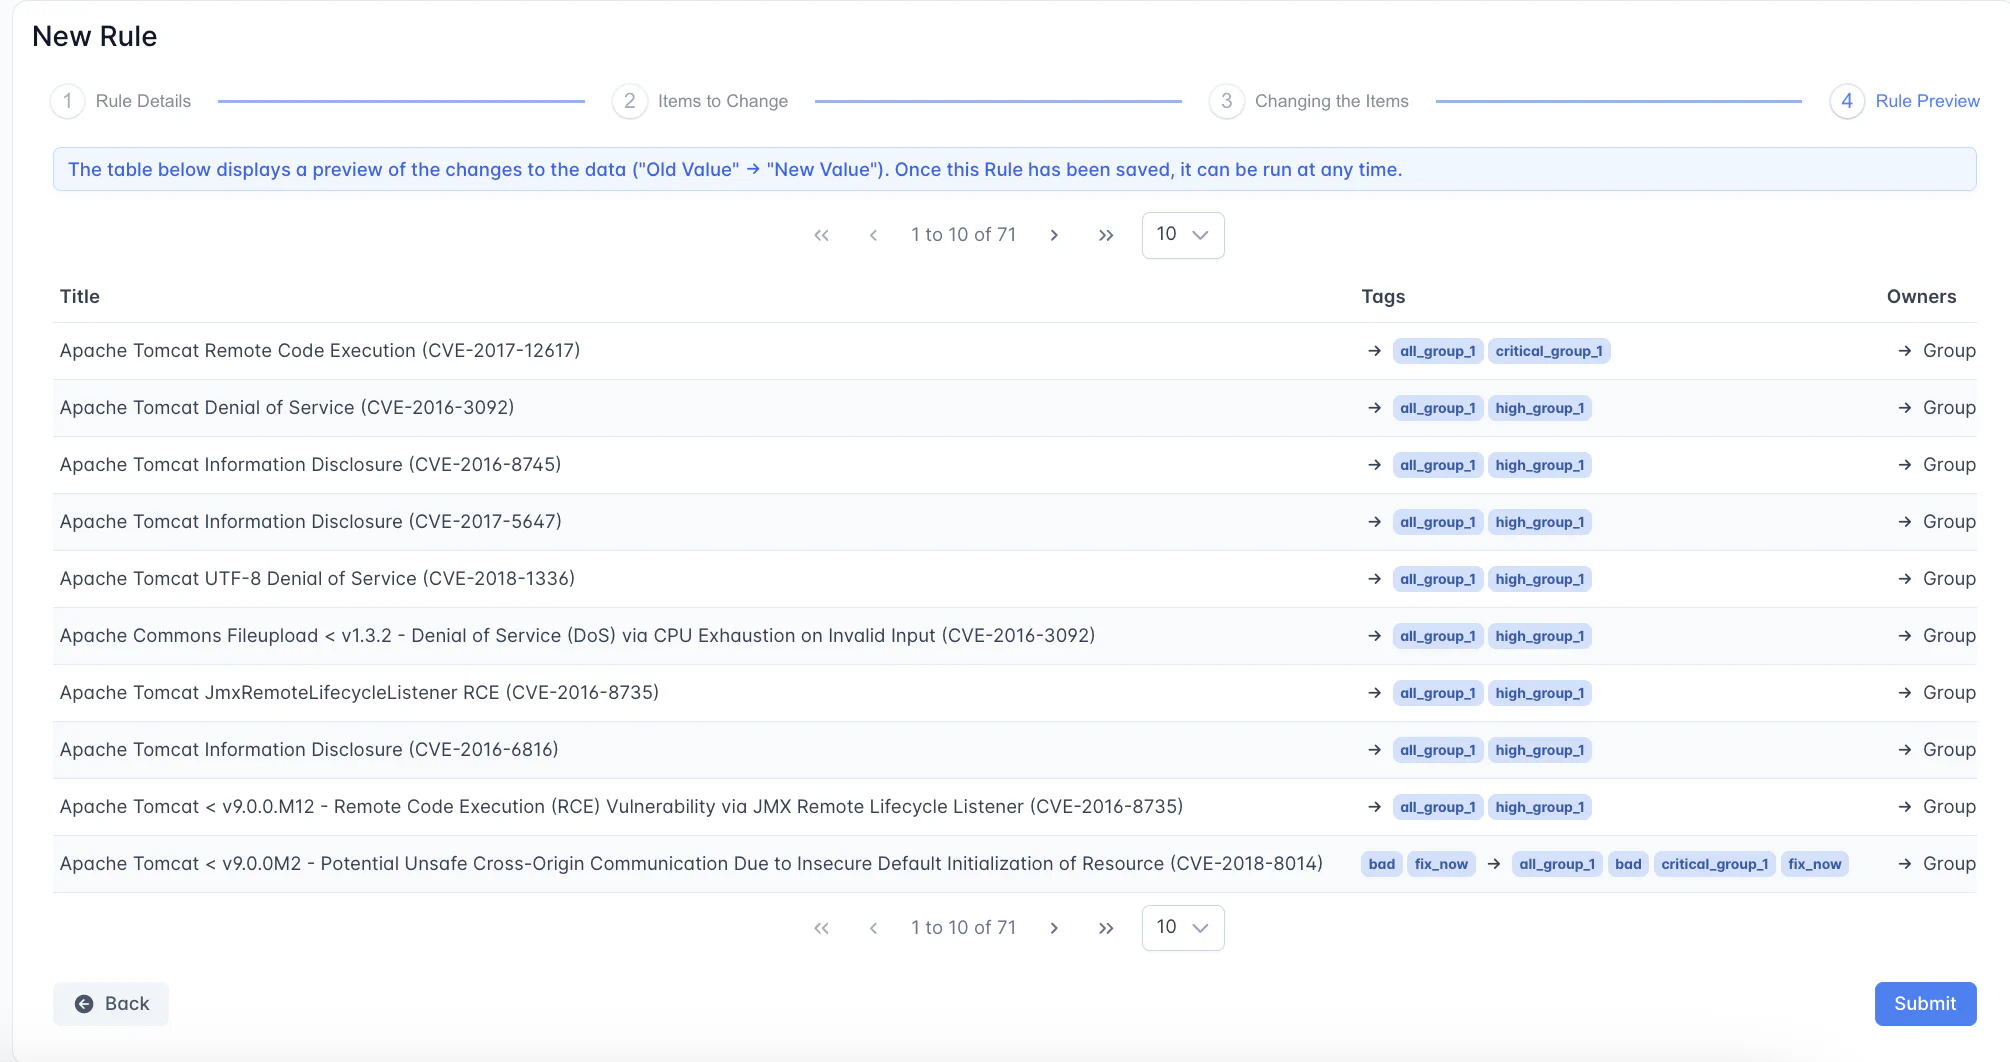 New Rule
1 Rule Details 2 Items to Change 3 Changing the Items 4 Rule Preview
The table below displays a preview of the changes to the data ("Old Value" → "New Value"). Once this Rule has been saved, it can be run at any time.
1 to 10 of 71 10
Title Tags Owners
Apache Tomcat Remote Code Execution (CVE-2017-12617) → all_group_1 critical_group_1 → Group
Apache Tomcat Denial of Service (CVE-2016-3092) → all_group_1 high_group_1 → Group
Apache Tomcat Information Disclosure (CVE-2016-8745) → all_group_1 high_group_1 → Group
Apache Tomcat Information Disclosure (CVE-2017-5647) → all_group_1 high_group_1 → Group
Apache Tomcat UTF-8 Denial of Service (CVE-2018-1336) → all_group_1 high_group_1 → Group
Apache Commons Fileupload < v1.3.2 - Denial of Service (DoS) via CPU Exhaustion on Invalid Input (CVE-2016-3092) → all_group_1 high_group_1 → Group
Apache Tomcat JmxRemoteLifecycleListener RCE (CVE-2016-8735) → all_group_1 high_group_1 → Group
Apache Tomcat Information Disclosure (CVE-2016-6816) → all_group_1 high_group_1 → Group
Apache Tomcat < v9.0.0.M12 - Remote Code Execution (RCE) Vulnerability via JMX Remote Lifecycle Listener (CVE-2016-8735) → all_group_1 high_group_1 → Group
Apache Tomcat < v9.0.0M2 - Potential Unsafe Cross-Origin Communication Due to Insecure Default Initialization of Resource (CVE-2018-8014) bad fix_now → all_group_1 bad critical_group_1 fix_now → Group
1 to 10 of 71 10
Back Submit